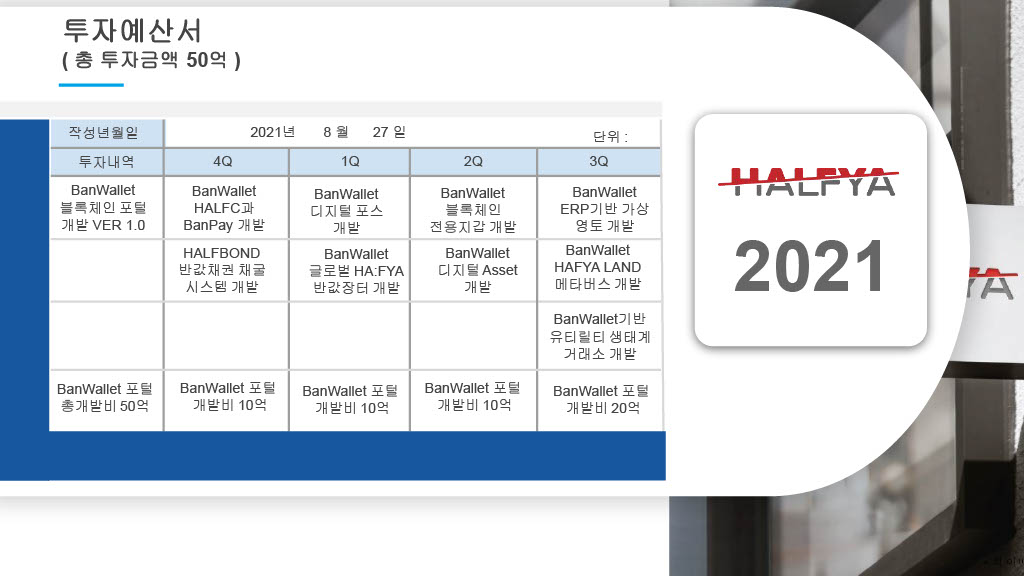 투자예산서
( 총 투자금액 50억 )
작성년월일 2021년 8 월 27 일 단위 :
투자내역 4Q 1Q 2Q 3Q
BanWallet
블록체인 포털
개발 VER 1.0
BanWallet
HALFC과
BanPay 개발
BanWallet
디지털 포스
개발
BanWallet
블록체인
전용지갑 개발
BanWallet
ERP기반 가상
영토 개발
HALFBOND
반값채권 채굴
시스템 개발
BanWallet
글로벌 HA:FYA
반값장터 개발
BanWallet
디지털 Asset
개발
BanWallet
HAFYA LAND
메타버스 개발
BanWallet기반
유티릴티 생태계
거래소 개발
BanWallet 포털
총개발비 50억
BanWallet 포털
개발비 10억
BanWallet 포털
개발비 10억
BanWallet 포털
개발비 10억
BanWallet 포털
개발비 20억
HALFYA
2021
YA